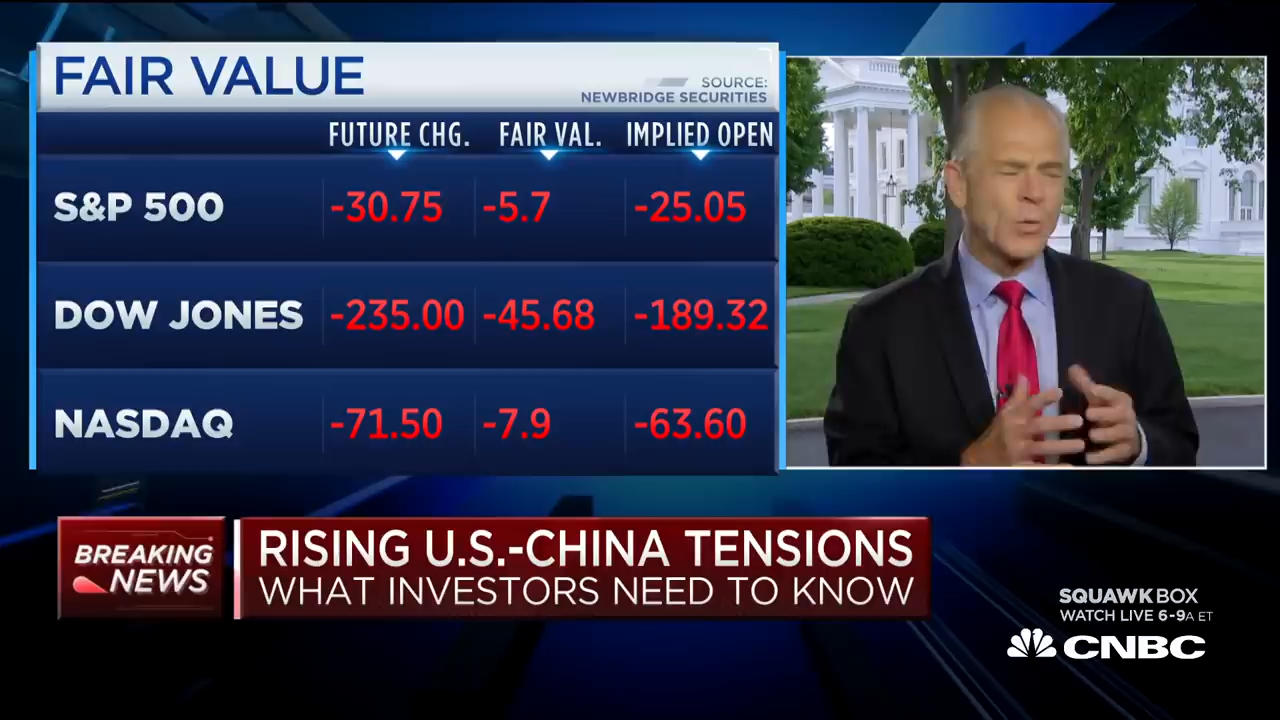 FAIR VALUE
SOURCE:
NEWBRIDGE SECURITIES
FUTURE CHG. FAIR VAL. IMPLIED OPEN
S&P 500 -30.75 -5.7 -25.05
DOW JONES -235.00 -45.68 -189.32
NASDAQ -71.50 -7.9 -63.60
BREAKING NEWS
RISING U.S.-CHINA TENSIONS
WHAT INVESTORS NEED TO KNOW
SQUAWK BOX
WATCH LIVE 6-9A ET
CNBC